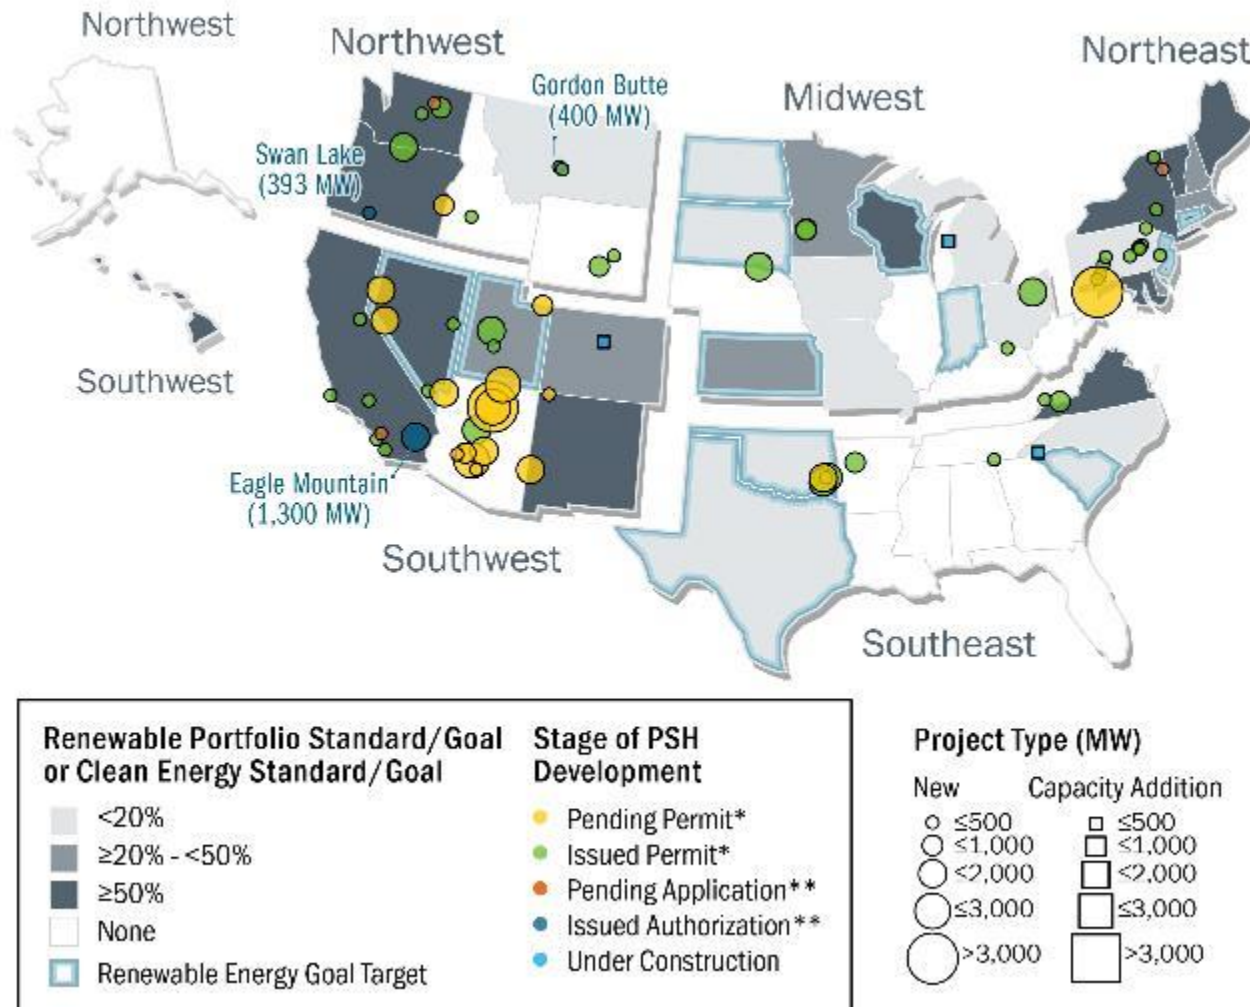 Northwest
Northwest
Northeast
Gordon Butte
(400 MW)
Midwest
Swan Lake
(393 MW)
Southwest
Eagle Mountain
(1,300 MW)
Southwest
Southeast
Renewable Portfolio Standard/Goal
or Clean Energy Standard/Goal
<20%
≥20% - <50%
≥50%
None
Renewable Energy Goal Target
Stage of PSH
Development
Pending Permit*
Issued Permit*
Pending Application**
Issued Authorization**
Under Construction
Project Type (MW)
New
Capacity Addition
≤500
≤500
≤1,000
≤1,000
≤2,000
≤2,000
≤3,000
≤3,000
>3,000
>3,000